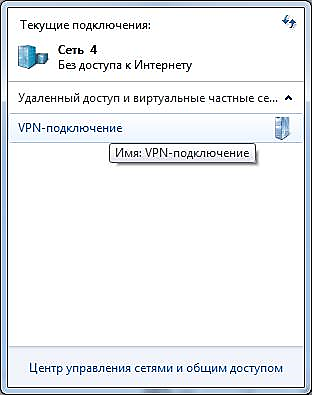 Текущие подключения:
Сеть 4
Без доступа к Интернету
Удаленный доступ и виртуальные частные се...
VPN-подключение
Имя: VPN-подключение
Центр управления сетями и общим доступом